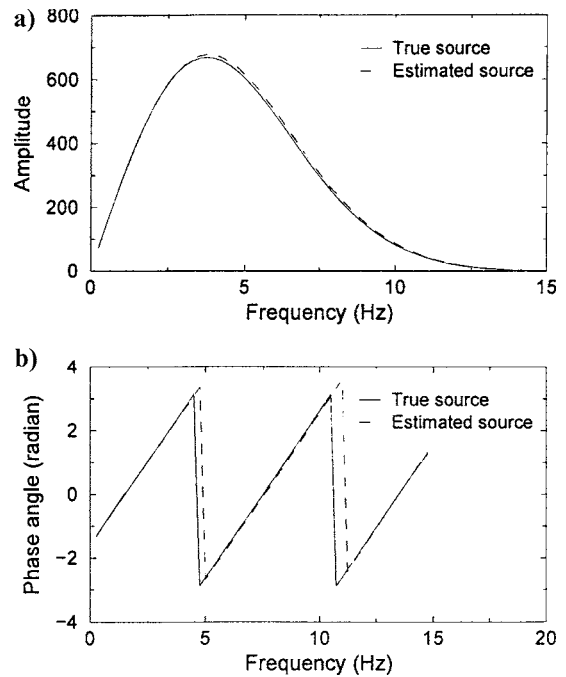 a)
800
600
400
200
0
Amplitude
True source
Estimated source
0
5
10
15
Frequency (Hz)
b)
4
2
0
−2
−4
Phase angle (radian)
True source
Estimated source
0
5
10
15
20
Frequency (Hz)